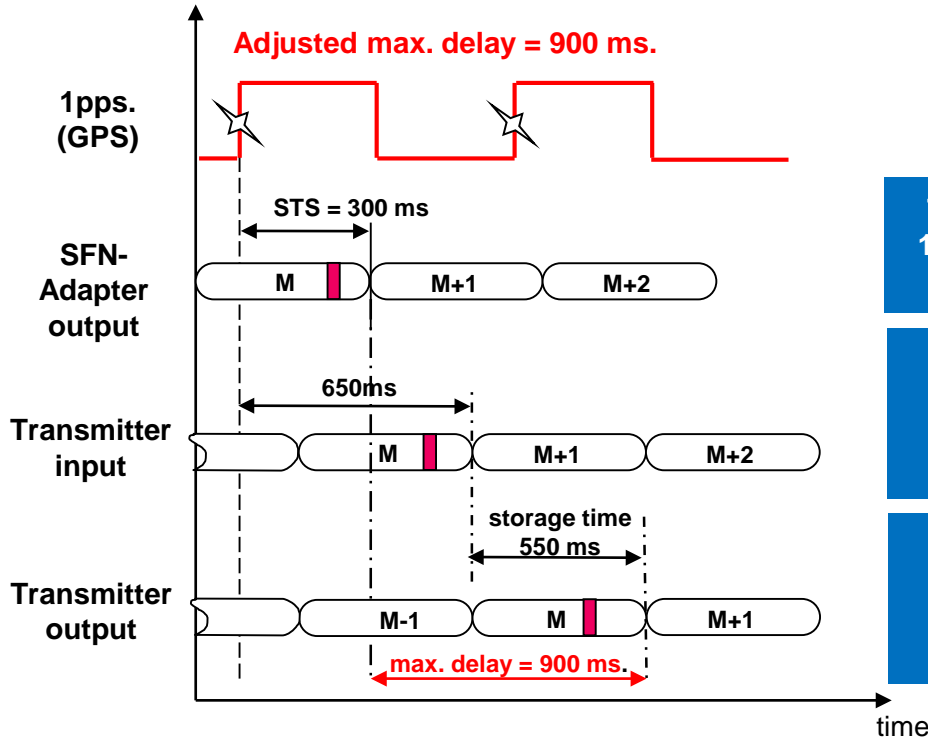 Adjusted max. delay = 900 ms.
1pps.
(GPS)
STS = 300 ms
SFN-
Adapter
output
M
M+1
M+2
650ms
Transmitter
input
M
M+1
M+2
storage time
550 ms
Transmitter
output
M-1
M
M+1
max. delay = 900 ms.
time
1